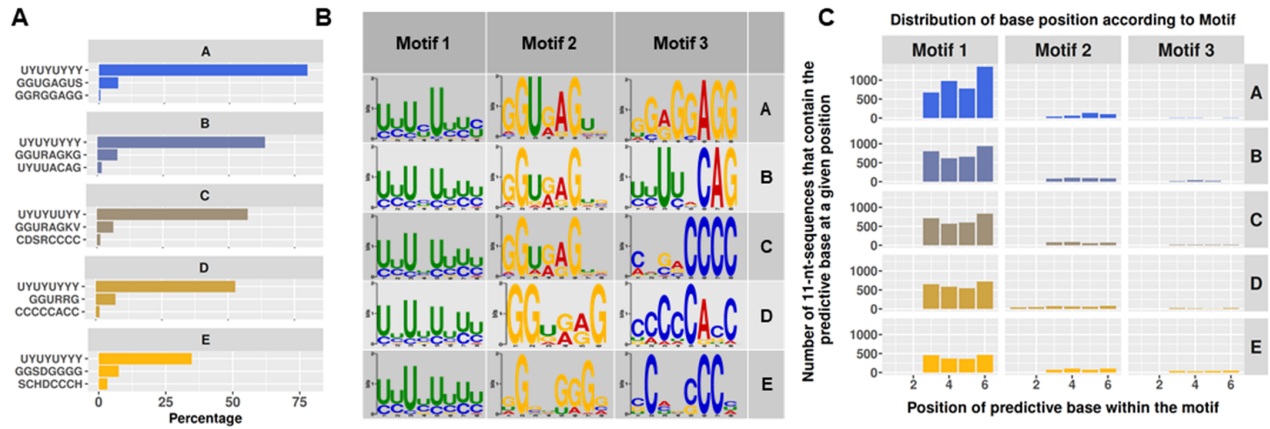 A
A
UYUYUYYY
GGUGAGUS
GGRGGAGG
B
UYUYUYYY
GGURAGKG
UYUUACAG
C
UYUYUUYY
GGURAGKV
CDSRCCCC
D
UYUYUYYY
GGURRG
CCCCCACC
E
UYUYUYYY
GGSDGGGG
SCHDCCCH
0 25 50 75
Percentage
B
Motif 1 Motif 2 Motif 3
A
B
C
D
E
C
Distribution of base position according to Motif
Motif 1 Motif 2 Motif 3
Number of 11-nt-sequences that contain the
predictive base at a given position
1000
500
0
A
1000
500
0
B
1000
500
0
C
1000
500
0
D
1000
500
0
E
2 4 6 2 4 6 2 4 6
Position of predictive base within the motif